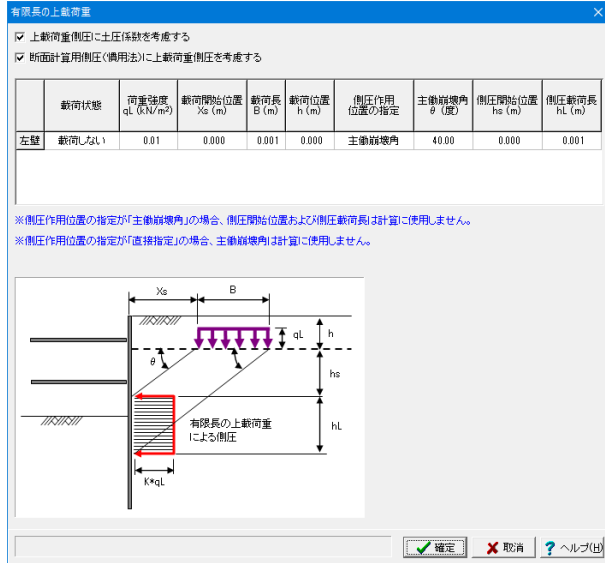 有限長の上載荷重
上載荷重側圧に土圧係数を考慮する
断面計算用側圧(慣用法)に上載荷重側圧を考慮する
載荷状態 荷重強度 qL (kN/m²) 載荷開始位置 Xs (m) 載荷長 B (m) 載荷位置 h (m) 側圧作用位置の指定 主働崩壊角 θ (度) 側圧開始位置 hs (m) 側圧載荷長 hL (m)
左壁 載荷しない 0.01 0.000 0.001 0.000 主働崩壊角 40.00 0.000 0.001
※側圧作用位置の指定が「主働崩壊角」の場合、側圧開始位置および側圧載荷長は計算に使用しません。
※側圧作用位置の指定が「直接指定」の場合、主働崩壊角は計算に使用しません。
Xs B
qL h
θ
hs
有限長の上載荷重
による側圧
hL
K*qL
確定 取消 ヘルプ(H)